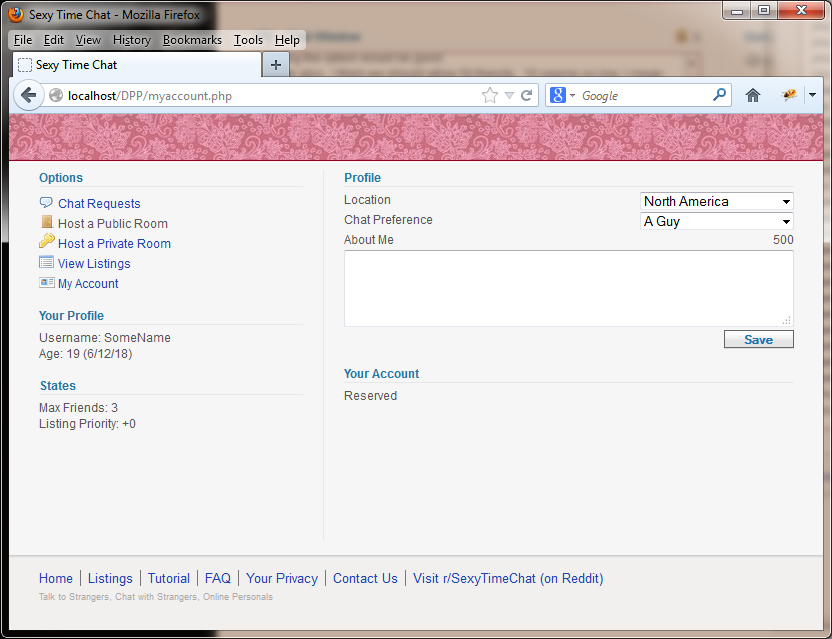 Sexy Time Chat - Mozilla Firefox
File Edit View History Bookmarks Tools Help
Sexy Time Chat
localhost/DPP/myaccount.php
Google
Options
Chat Requests
Host a Public Room
Host a Private Room
View Listings
My Account
Your Profile
Username: SomeName
Age: 19 (6/12/18)
States
Max Friends: 3
Listing Priority: +0
Profile
Location North America
Chat Preference A Guy
About Me 500
Save
Your Account
Reserved
Home Listings Tutorial FAQ Your Privacy Contact Us Visit r/SexyTimeChat (on Reddit)
Talk to Strangers, Chat with Strangers, Online Personals